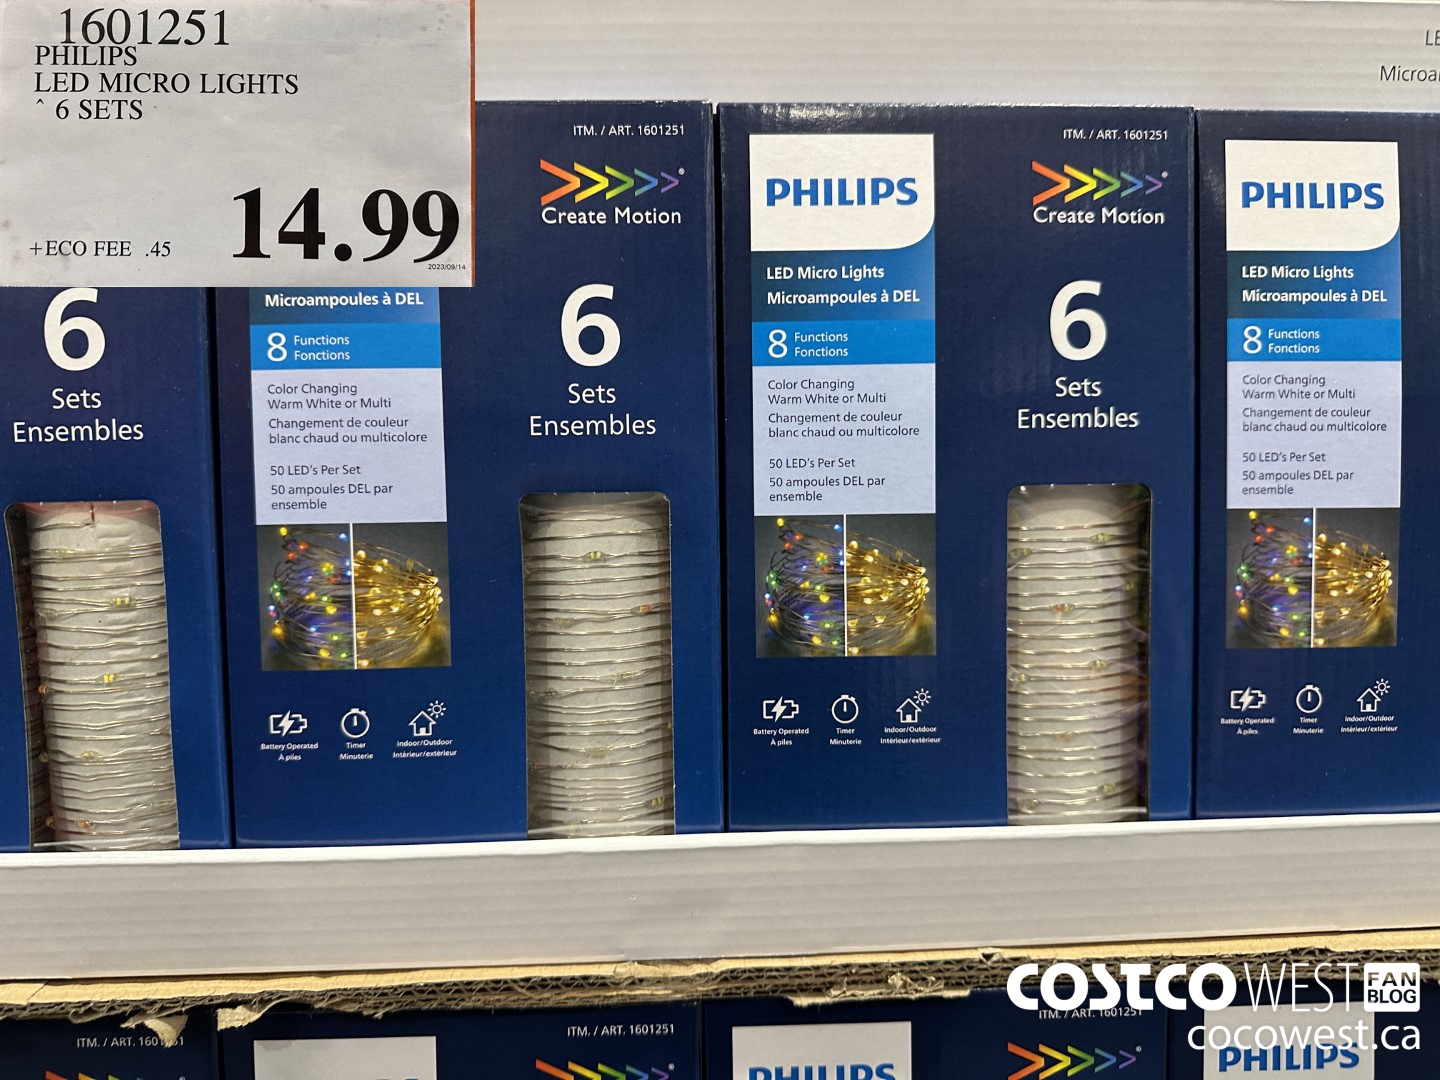 1601251
PHILIPS
LED MICRO LIGHTS
^ 6 SETS
14.99
+ECO FEE .45
2023/09/14
6
Sets
Ensembles
Microampoules à DEL
8 Functions
Fonctions
Color Changing
Warm White or Multi
Changement de couleur
blanc chaud ou multicolore
50 LED's Per Set
50 ampoules DEL par
ensemble
Battery Operated
À piles
Timer
Minuterie
Indoor/Outdoor
Intérieur/extérieur
ITM. / ART. 1601251
Create Motion
6
Sets
Ensembles
PHILIPS
LED Micro Lights
Microampoules à DEL
8 Functions
Fonctions
Color Changing
Warm White or Multi
Changement de couleur
blanc chaud ou multicolore
50 LED's Per Set
50 ampoules DEL par
ensemble
Battery Operated
À piles
Timer
Minuterie
Indoor/Outdoor
Intérieur/extérieur
ITM. / ART. 1601251
Create Motion
6
Sets
Ensembles
PHILIPS
LED Micro Lights
Microampoules à DEL
8 Functions
Fonctions
Color Changing
Warm White or Multi
Changement de couleur
blanc chaud ou multicolore
50 LED's Per Set
50 ampoules DEL par
ensemble
Battery Operated
À piles
Timer
Minuterie
Indoor/Outdoor
Intérieur/extérieur
ITM. / ART.
ITM. / ART. 1601251
PHILIPS
ITM. / ART. 1601251
PHILIPS
COSTCO WEST FAN BLOG
cocowest.ca